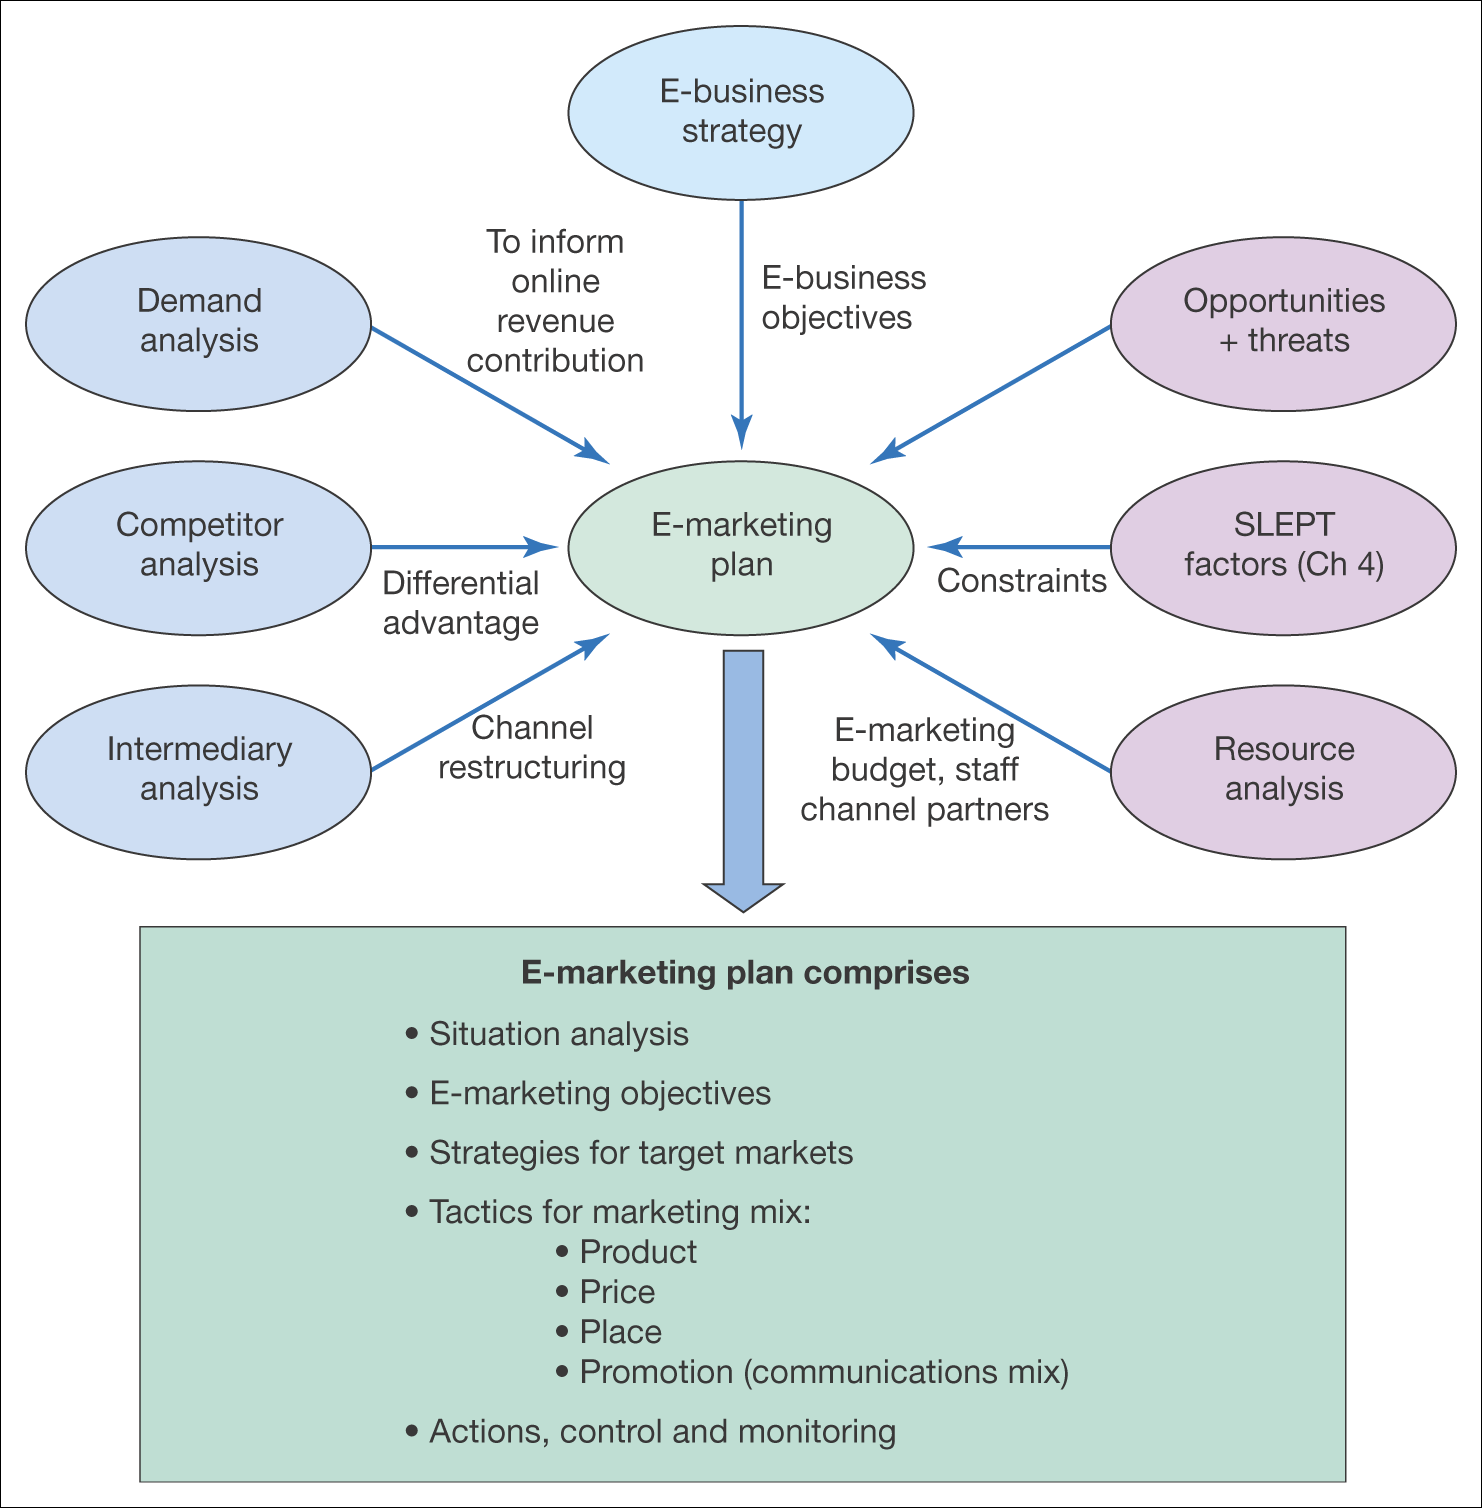 E-business
strategy
To inform
online
revenue
contribution
E-business
objectives
Demand
analysis
Opportunities
+ threats
Competitor
analysis
Differential
advantage
E-marketing
plan
Constraints
SLEPT
factors (Ch 4)
Intermediary
analysis
Channel
restructuring
E-marketing
budget, staff
channel partners
Resource
analysis
E-marketing plan comprises
• Situation analysis
• E-marketing objectives
• Strategies for target markets
• Tactics for marketing mix:
• Product
• Price
• Place
• Promotion (communications mix)
• Actions, control and monitoring